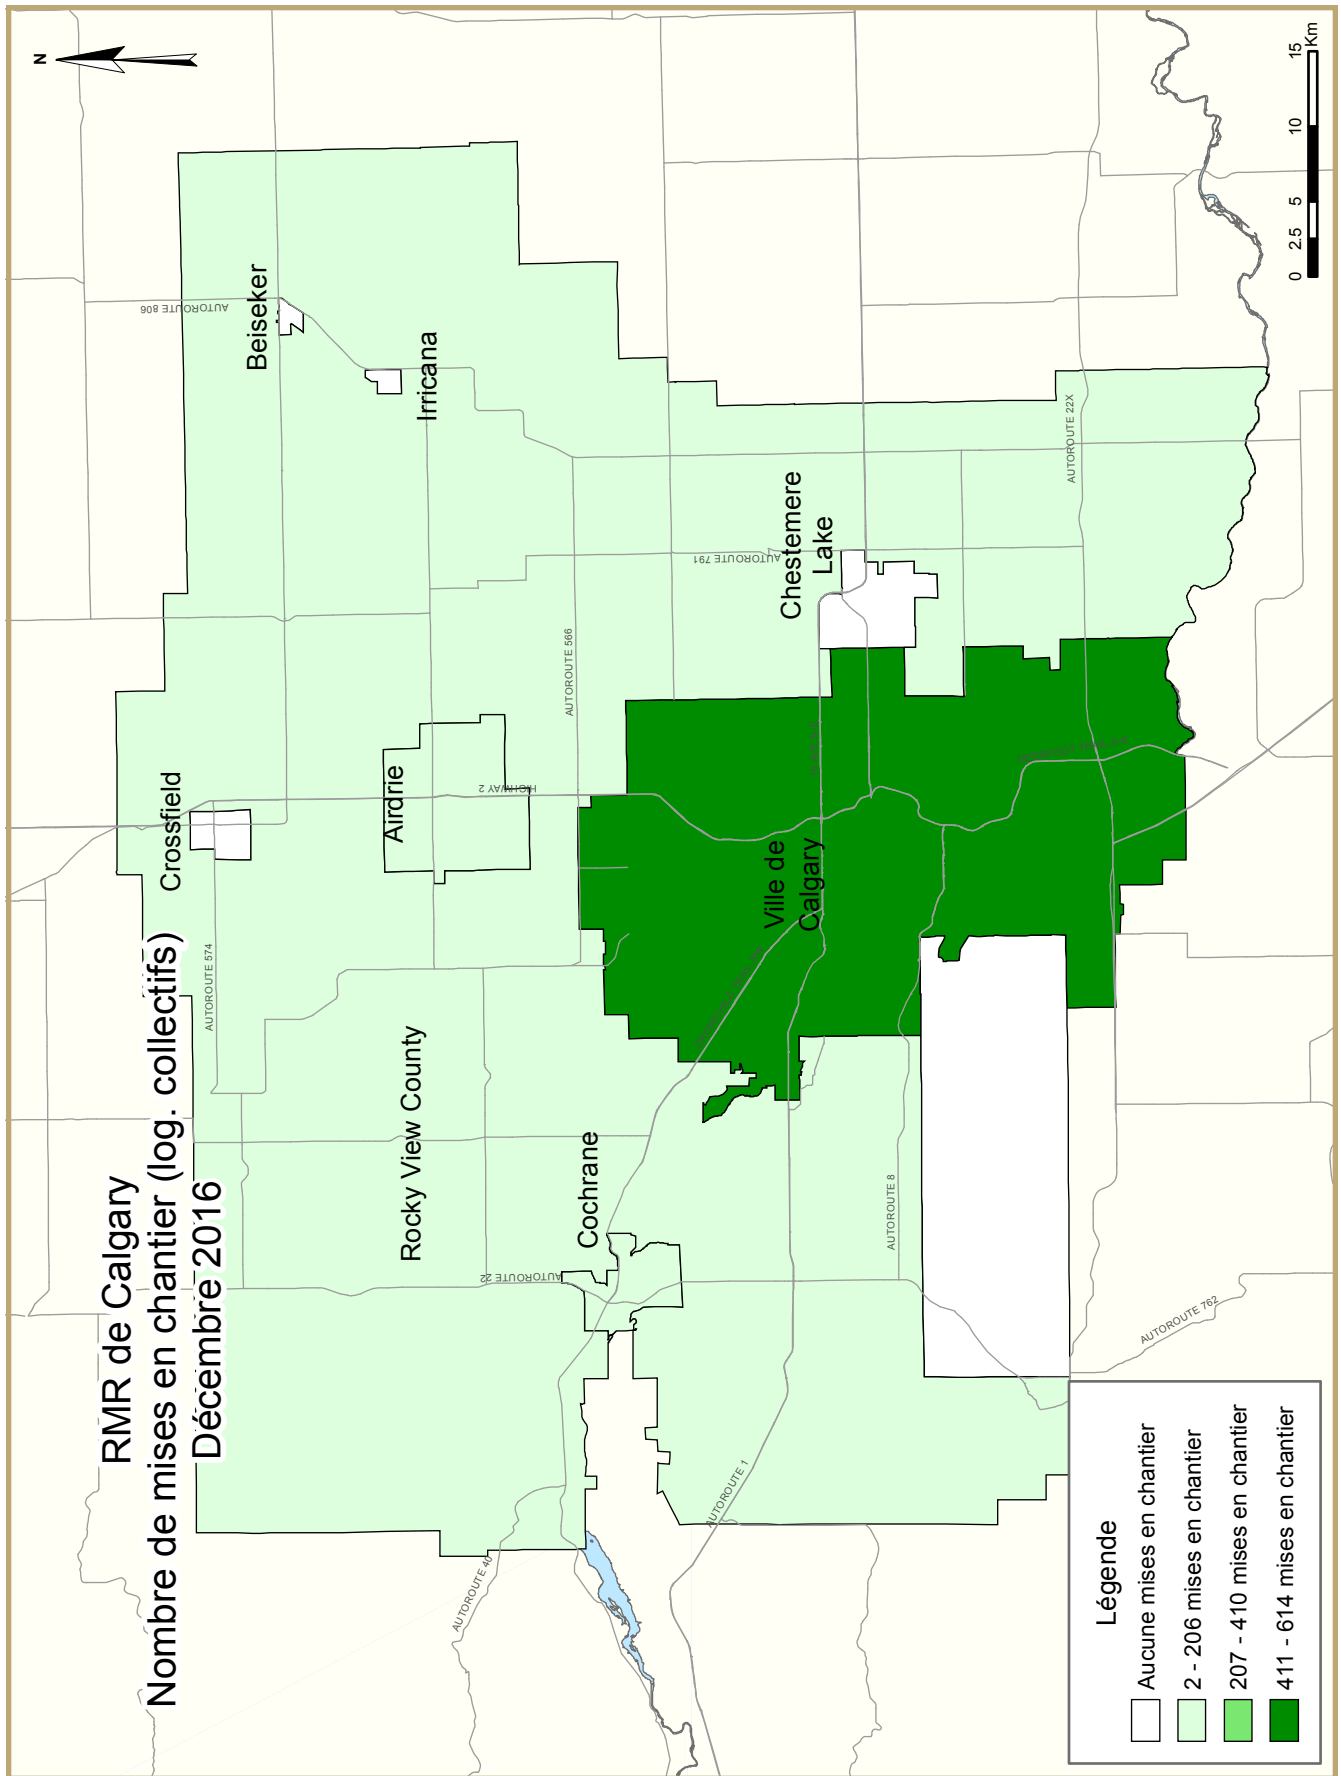 RMR de Calgary
Nombre de mises en chantier (log. collectifs)
Décembre 2016
N
Crossfield
Beiseker
Irricana
Airdrie
Rocky View County
Cochrane
Chestemere
Lake
Ville de
Calgary
AUTOROUTE 806
AUTOROUTE 574
AUTOROUTE 566
AUTOROUTE 791
HIGHWAY 2
AUTOROUTE 22
AUTOROUTE 40
AUTOROUTE 1
AUTOROUTE 8
AUTOROUTE 22X
AUTOROUTE 762
Légende
Aucune mises en chantier
2 - 206 mises en chantier
207 - 410 mises en chantier
411 - 614 mises en chantier
0 2.5 5 10 15
Km